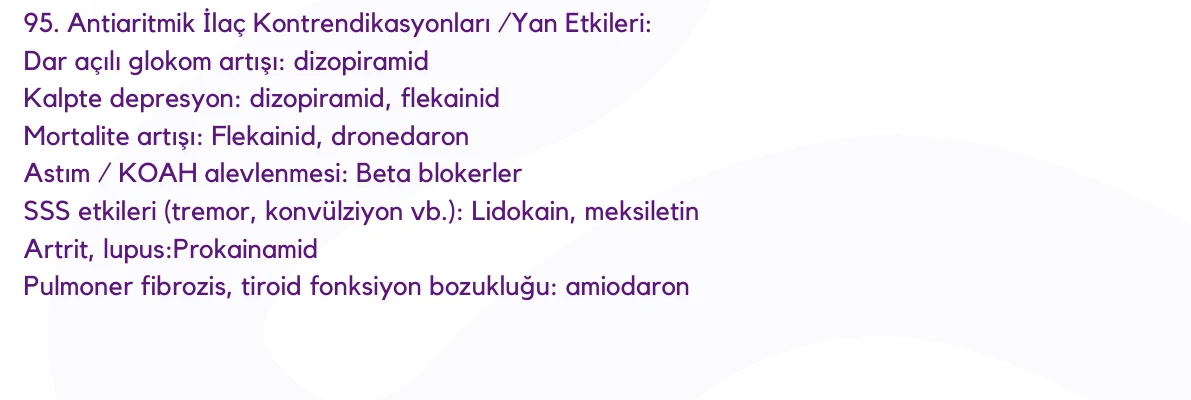 95. Antiaritmik İlaç Kontrendikasyonları /Yan Etkileri:
Dar açılı glokom artışı: dizopiramid
Kalpte depresyon: dizopiramid, flekainid
Mortalite artışı: Flekainid, dronedaron
Astım / KOAH alevlenmesi: Beta blokerler
SSS etkileri (tremor, konvülziyon vb.): Lidokain, meksiletin
Artrit, lupus:Prokainamid
Pulmoner fibrozis, tiroid fonksiyon bozukluğu: amiodaron